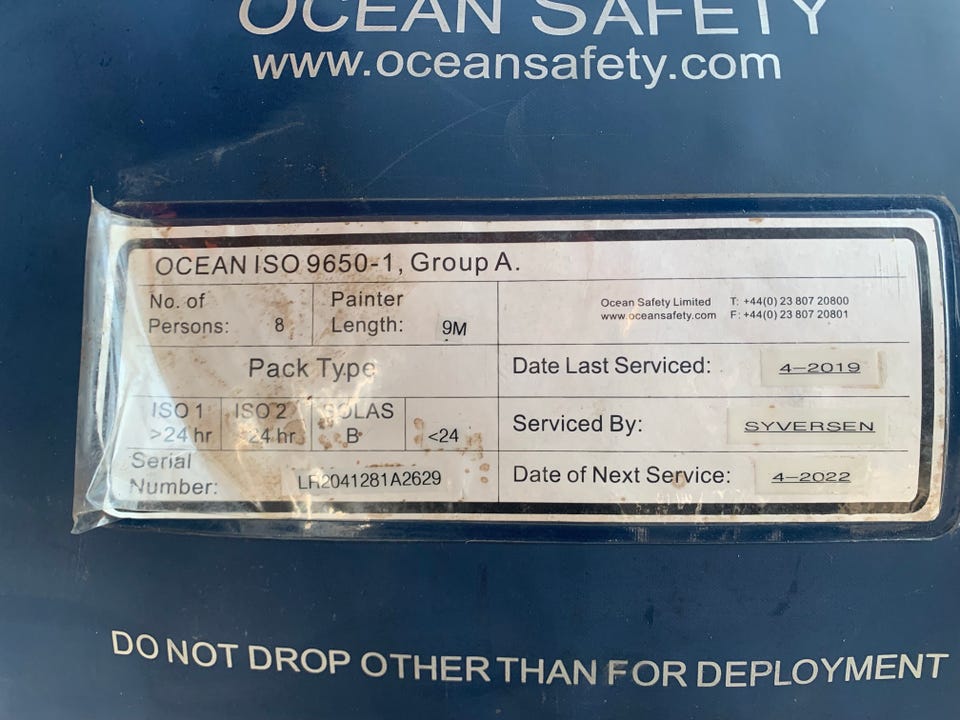 OCEAN SAFETY
www.oceansafety.com
OCEAN ISO 9650-1, Group A.
No. of
Persons: 8
Painter
Length: 9M
Ocean Safety Limited T: +44(0) 23 807 20800
www.oceansafety.com F: +44(0) 23 807 20801
Pack Type
Date Last Serviced: 4-2019
ISO 1
>24 hr
ISO 2
24 hr
SOLAS
B
<24
Serviced By: SYVERSEN
Serial
Number: LR2041281A2629
Date of Next Service: 4-2022
DO NOT DROP OTHER THAN FOR DEPLOYMENT